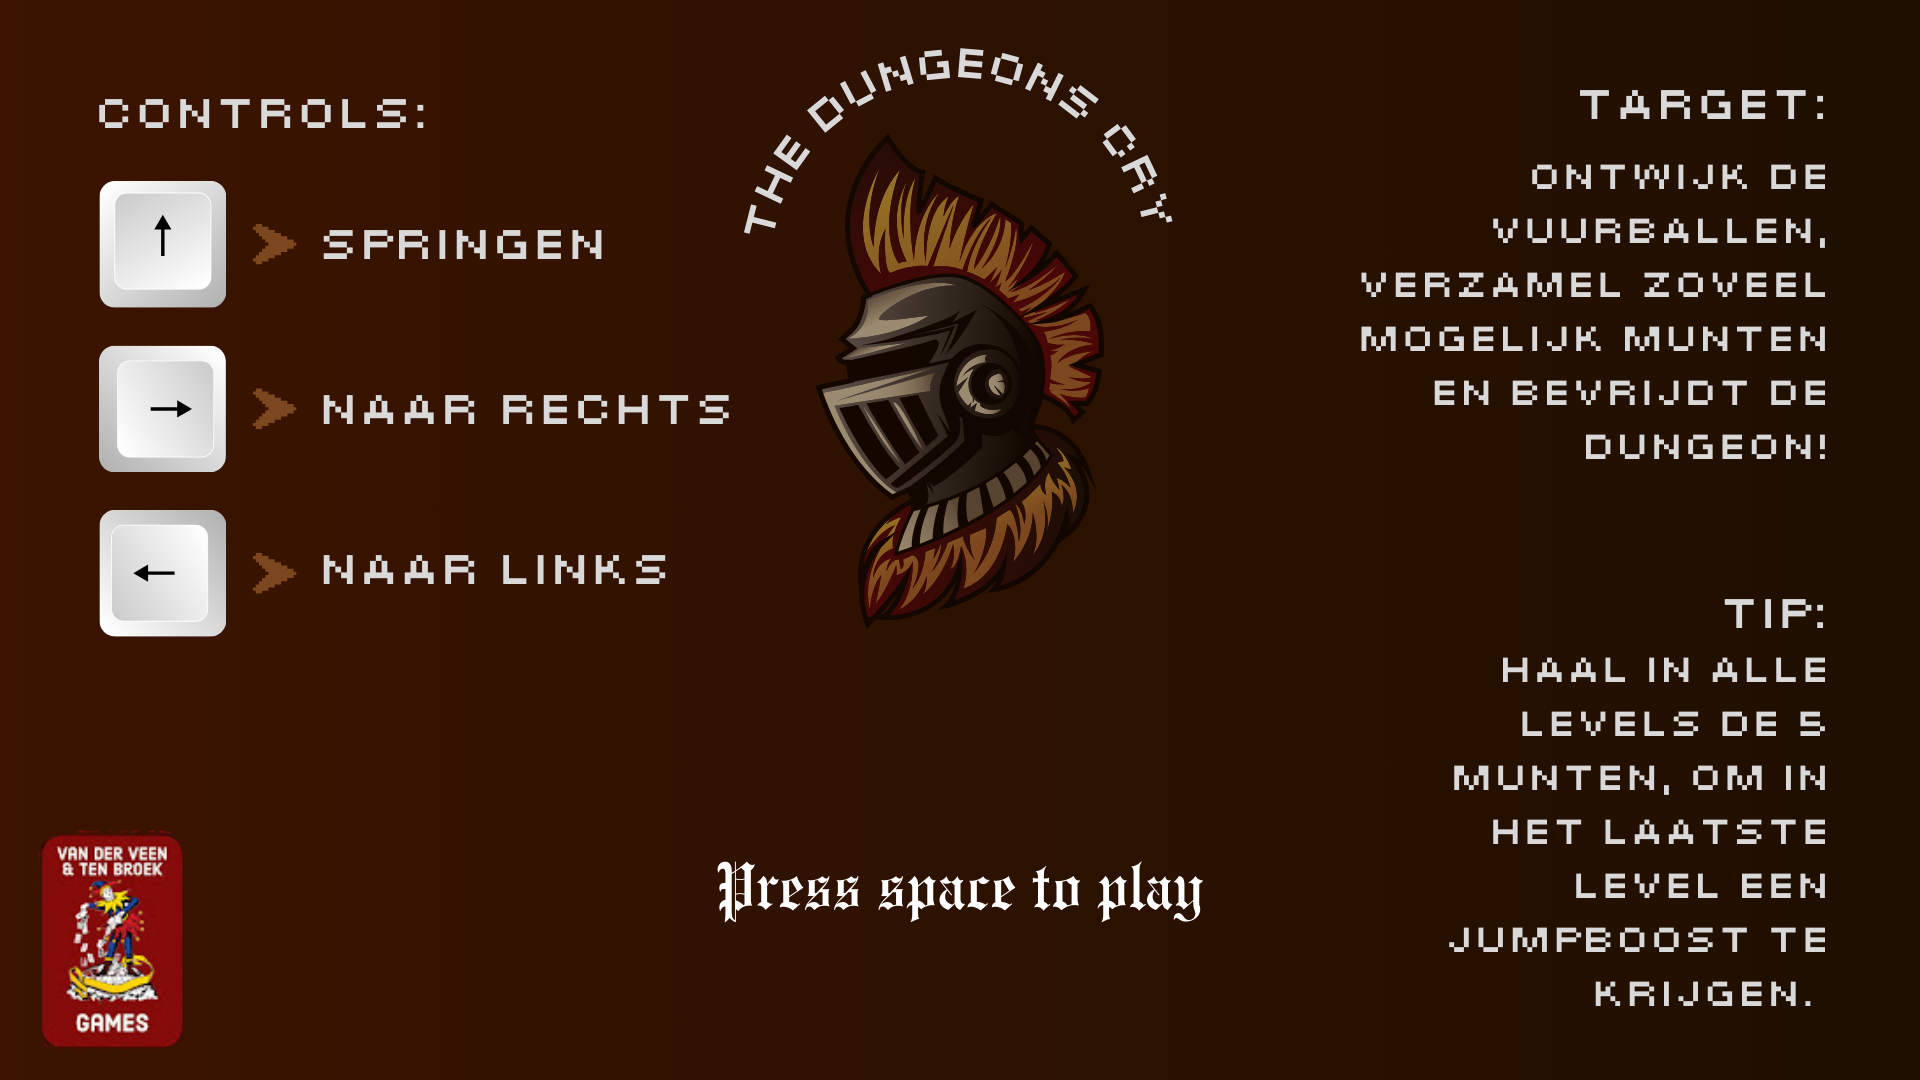 THE DUNGEONS CRY
CONTROLS:
SPRINGEN
NAAR RECHTS
NAAR LINKS
TARGET:
ONTWIJK DE
VUURBALLEN,
VERZAMEL ZOVEEL
MOGELIJK MUNTEN
EN BEVRIJDT DE
DUNGEON!
TIP:
HAAL IN ALLE
LEVELS DE 5
MUNTEN, OM IN
HET LAATSTE
LEVEL EEN
JUMPBOOST TE
KRIJGEN.
Press space to play
VAN DER VEEN
& TEN BROEK
GAMES